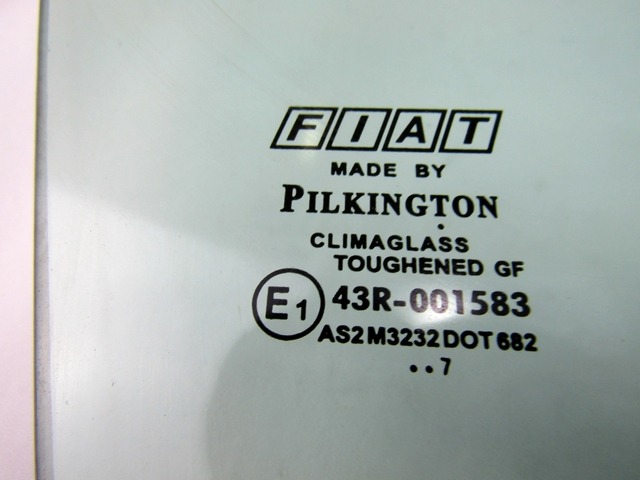 FIAT
MADE BY
PILKINGTON
CLIMAGLASS
TOUGHENED GF
E1 43R-001583
AS2 M3232 DOT 682
..7